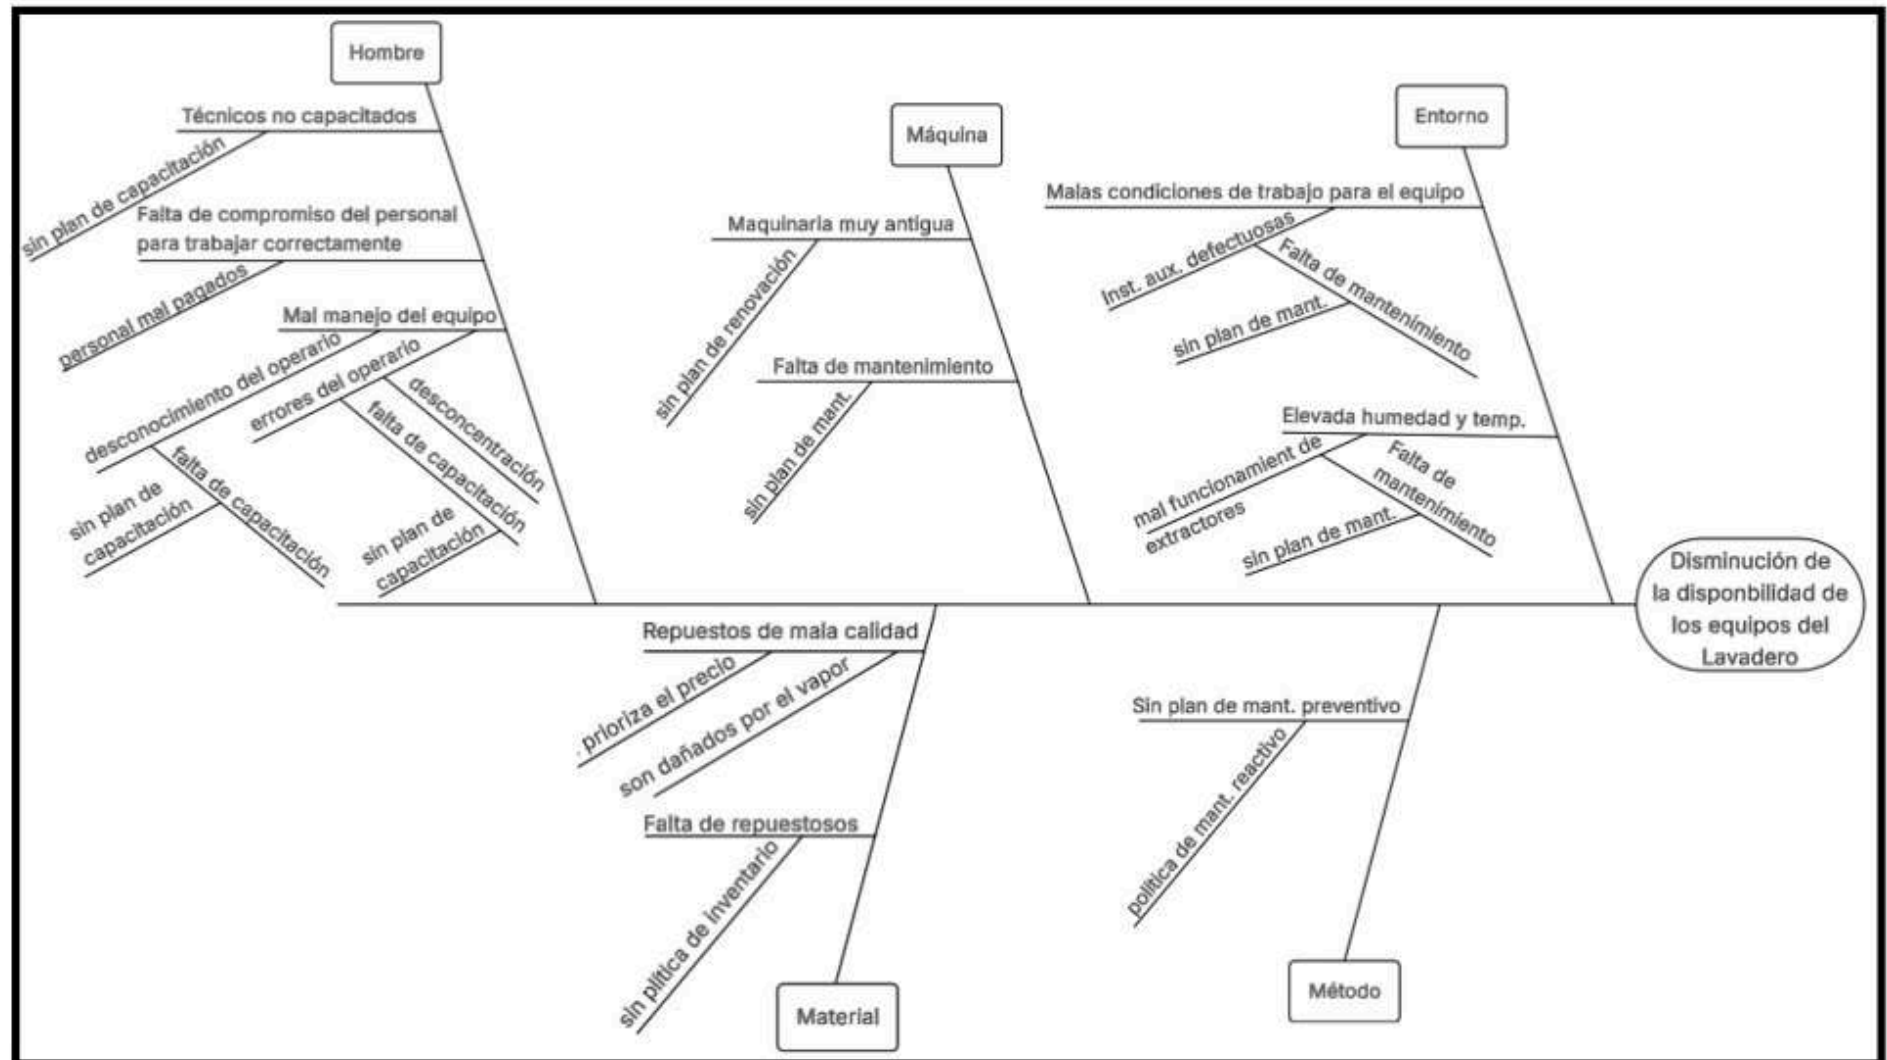 Hombre
Técnicos no capacitados
sin plan de capacitación
Falta de compromiso del personal
para trabajar correctamente
personal mal pagados
Mal manejo del equipo
desconocimiento del operario
falta de capacitación
sin plan de
capacitación
errores del operario
desconcentración
falta de capacitación
sin plan de
capacitación
Máquina
Maquinaria muy antigua
sin plan de renovación
Falta de mantenimiento
sin plan de mant.
Entorno
Malas condiciones de trabajo para el equipo
Inst. aux. defectuosas
Falta de mantenimiento
sin plan de mant.
Elevada humedad y temp.
mal funcionamient de
extractores
Falta de
mantenimiento
sin plan de mant.
Disminución de
la disponbilidad de
los equipos del
Lavadero
Repuestos de mala calidad
prioriza el precio
son dañados por el vapor
Falta de repuestosos
sin plítica de inventario
Material
Sin plan de mant. preventivo
política de mant. reactivo
Método